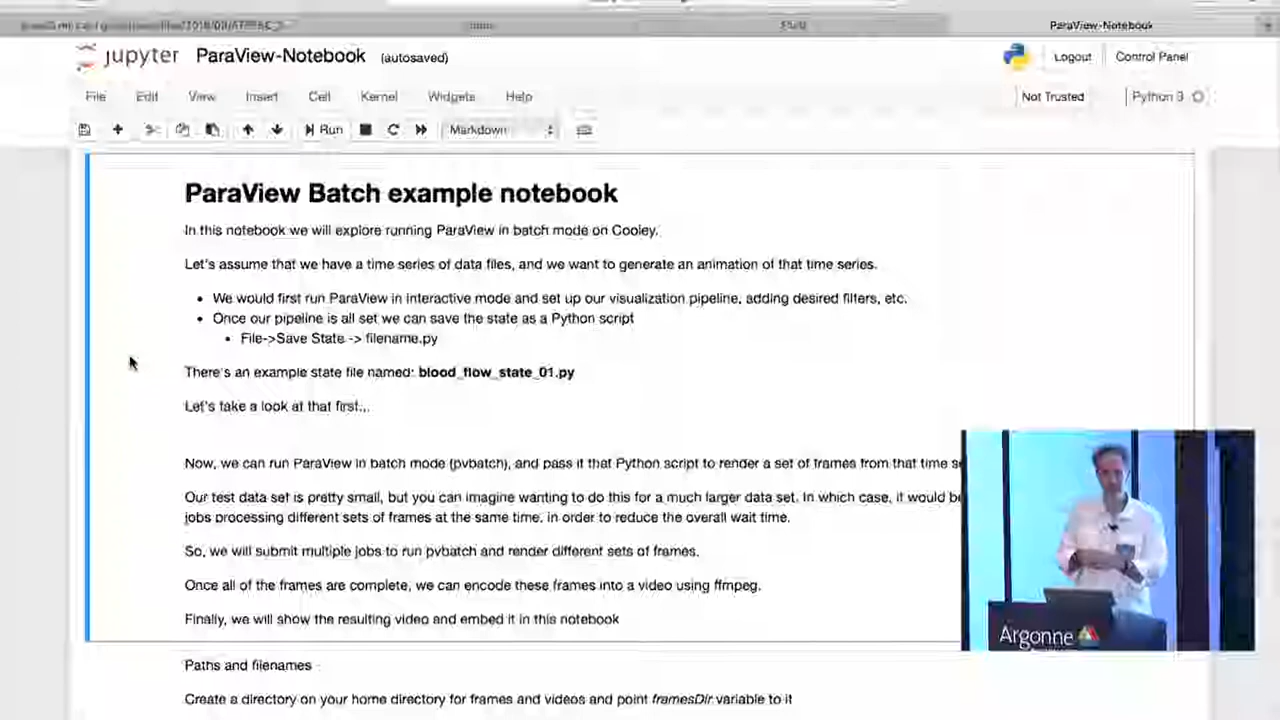 ParaView-Notebook
jupyter ParaView-Notebook (autosaved)
Logout Control Panel
File Edit View Insert Cell Kernel Widgets Help
Not Trusted Python 3
Run Markdown
ParaView Batch example notebook
In this notebook we will explore running ParaView in batch mode on Cooley.
Let's assume that we have a time series of data files, and we want to generate an animation of that time series.
We would first run ParaView in interactive mode and set up our visualization pipeline, adding desired filters, etc.
Once our pipeline is all set we can save the state as a Python script
File->Save State -> filename.py
There's an example state file named: blood_flow_state_01.py
Let's take a look at that first...
Now, we can run ParaView in batch mode (pvbatch), and pass it that Python script to render a set of frames from that time s
Our test data set is pretty small, but you can imagine wanting to do this for a much larger data set. In which case, it would be
jobs processing different sets of frames at the same time, in order to reduce the overall wait time.
So, we will submit multiple jobs to run pvbatch and render different sets of frames.
Once all of the frames are complete, we can encode these frames into a video using ffmpeg.
Finally, we will show the resulting video and embed it in this notebook
Argonne
Paths and filenames
Create a directory on your home directory for frames and videos and point framesDir variable to it